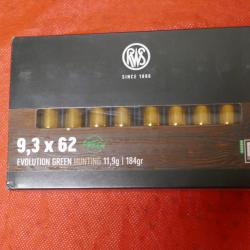 RWS
SINCE 1886
9,3 x 62
EVOLUTION GREEN HUNTING 11,9g | 184gr